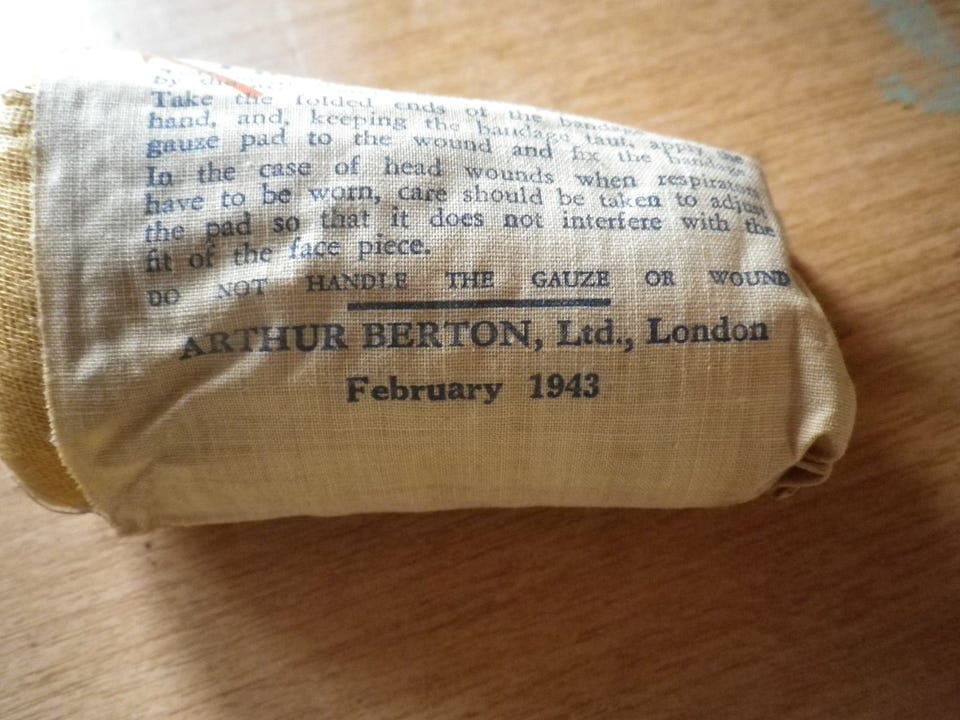 Take the folded ends of the bandage
hand, and, keeping the bandage taut, apply the
gauze pad to the wound and fix the bandage.
In the case of head wounds when respirators
have to be worn, care should be taken to adjust
the pad so that it does not interfere with the
fit of the face piece.
DO NOT HANDLE THE GAUZE OR WOUND
ARTHUR BERTON, Ltd., London
February 1943